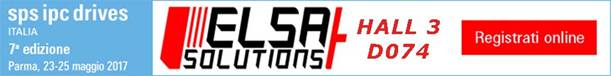 sps ipc drives
ITALIA
7ª edizione
Parma, 23-25 maggio 2017
ELSA
SOLUTIONS
HALL 3
D074
Registrati online